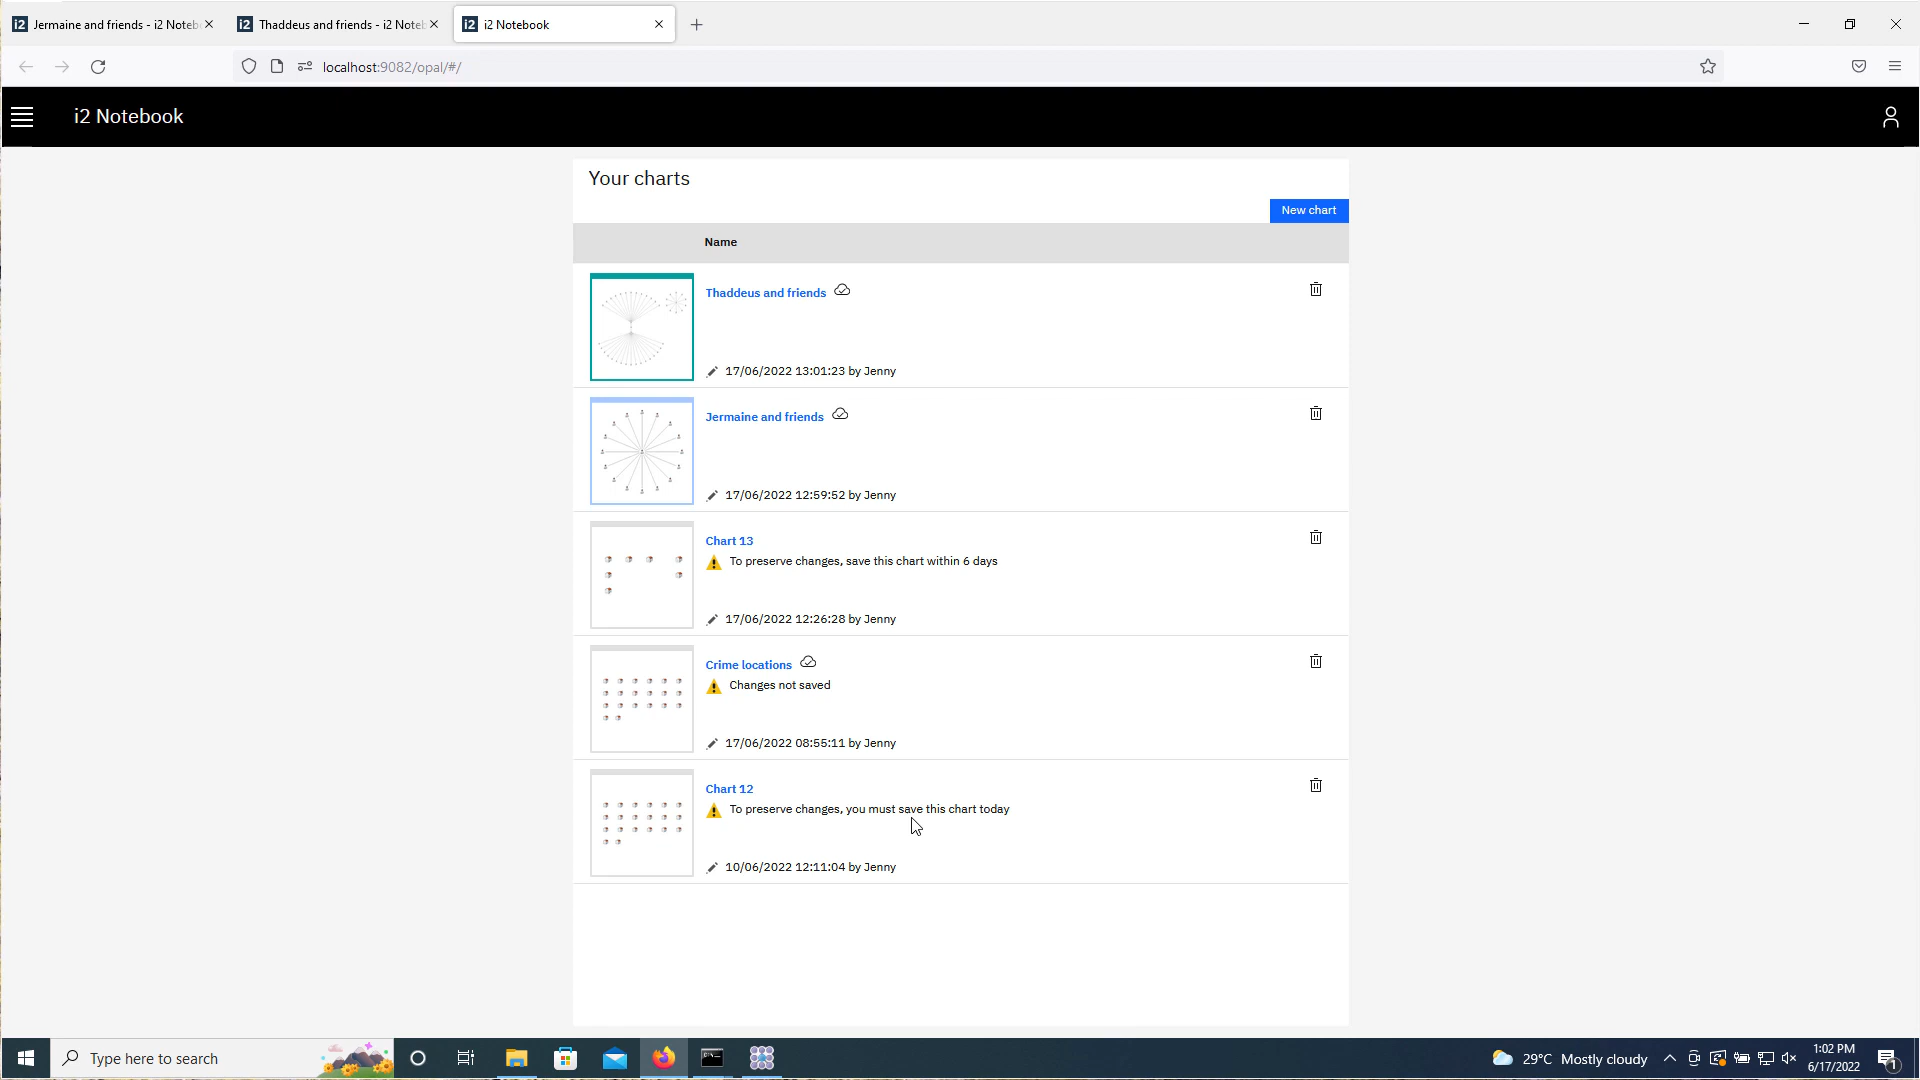 i2 Jermaine and friends - i2 Noteb
i2 Thaddeus and friends - i2 Noteb
i2 i2 Notebook
localhost:9082/opal/#/
i2 Notebook
Your charts
New chart
Name
Thaddeus and friends
17/06/2022 13:01:23 by Jenny
Jermaine and friends
17/06/2022 12:59:52 by Jenny
Chart 13
To preserve changes, save this chart within 6 days
17/06/2022 12:26:28 by Jenny
Crime locations
Changes not saved
17/06/2022 08:55:11 by Jenny
Chart 12
To preserve changes, you must save this chart today
10/06/2022 12:11:04 by Jenny
Type here to search
29°C Mostly cloudy
1:02 PM
6/17/2022
1